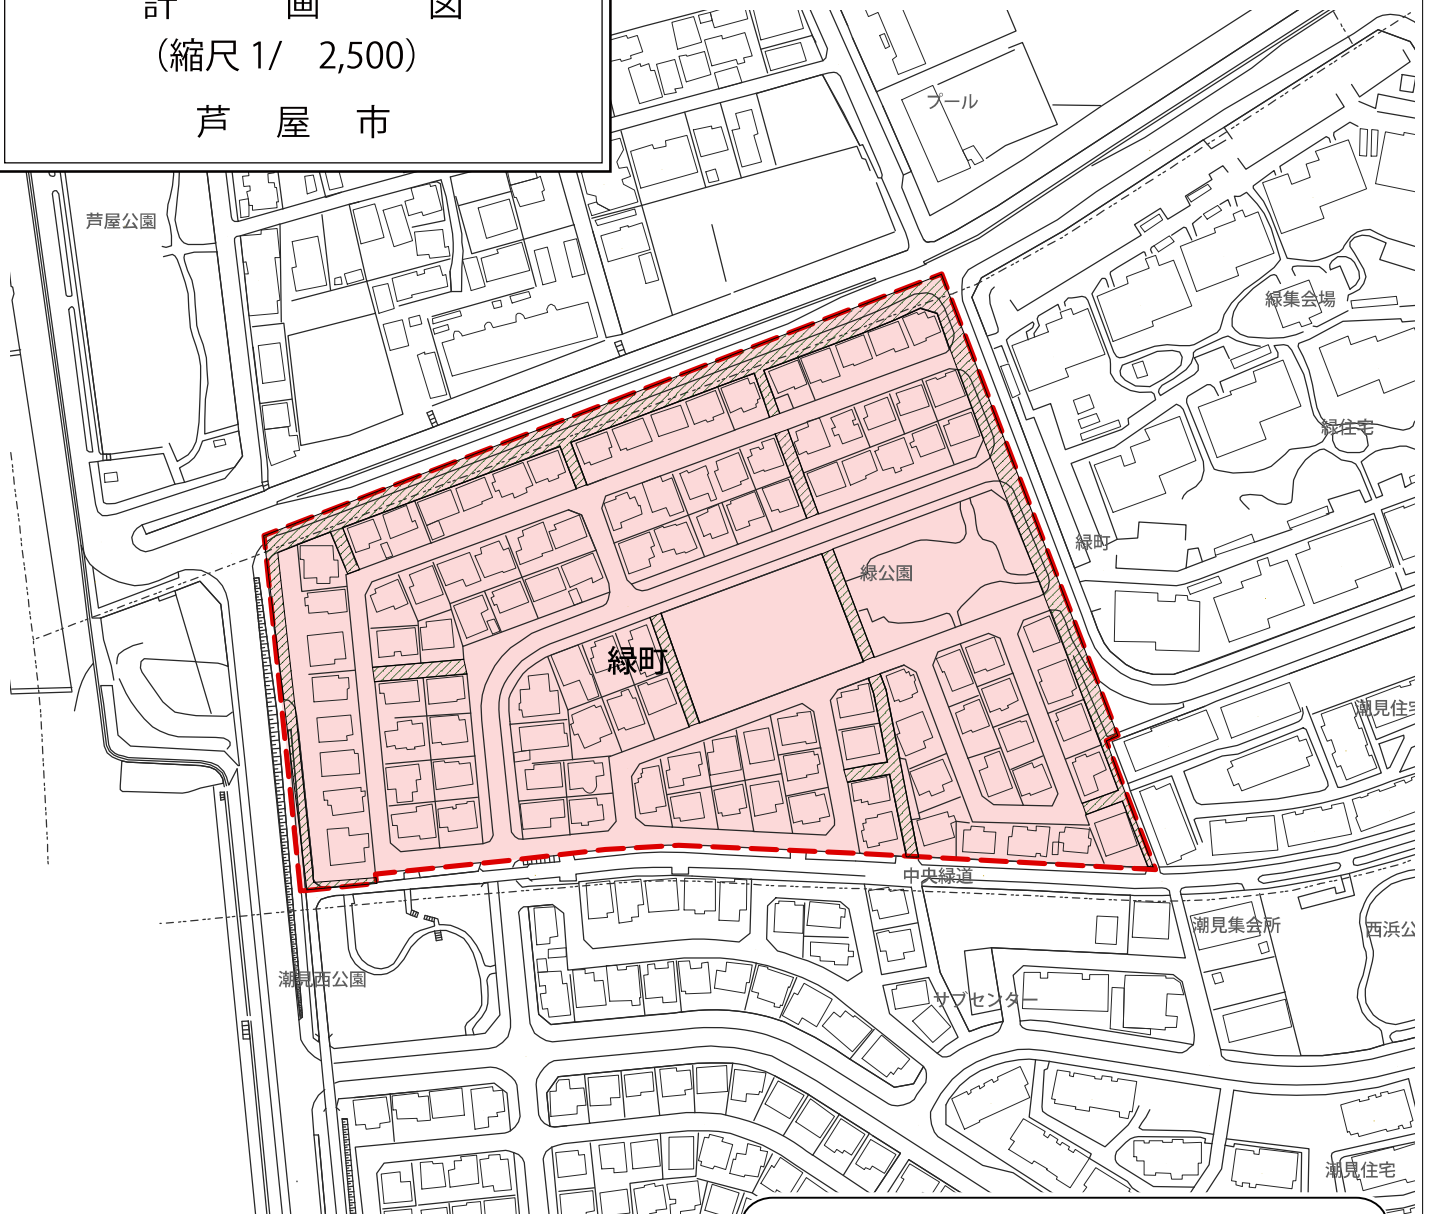 計　画　図
（縮尺 1/　2,500）
芦　屋　市
プール
芦屋公園
緑集会場
緑住宅
緑町
緑公園
緑町
潮見住宅
中央緑道
潮見集会所
西浜公
潮見西公園
サブセンター
潮見住宅